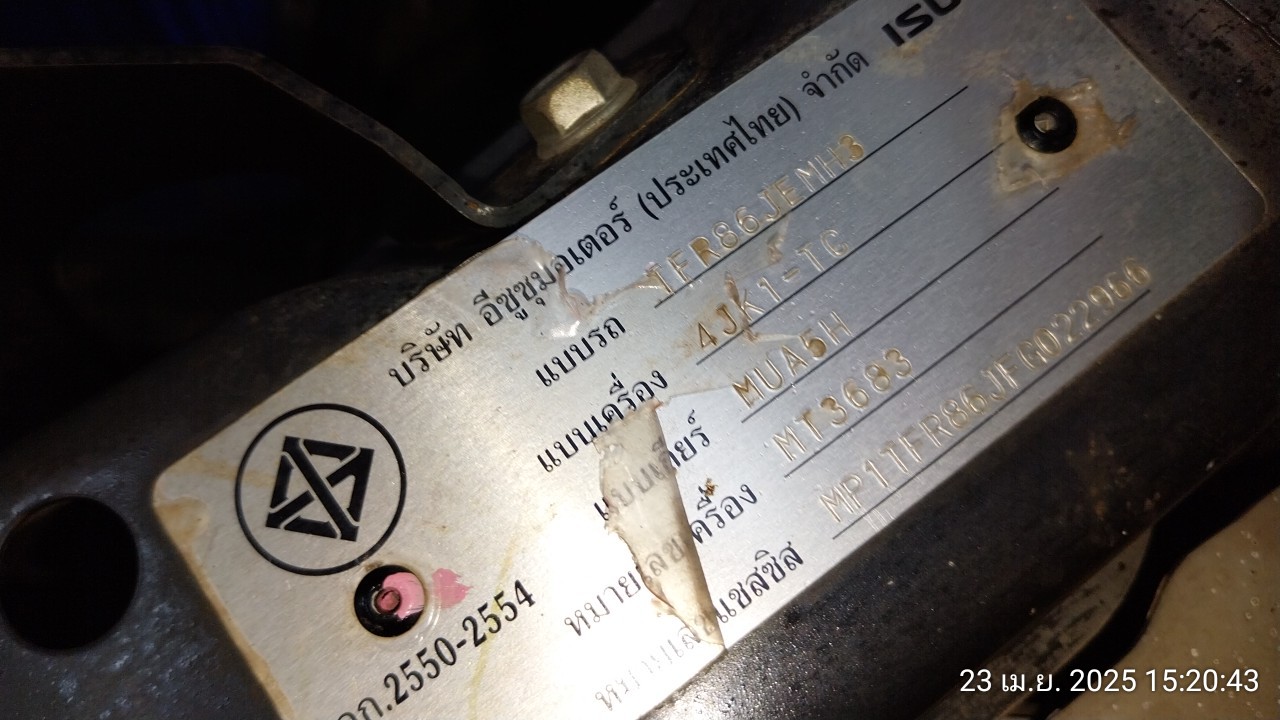 ISU
บริษัท อีซูซุมอเตอร์ (ประเทศไทย) จำกัด
แบบรถ TFR86JEMH3
แบบเครื่อง 4JK1-TC
แบบเกียร์ MUA5H
หมายเลขเครื่อง MT3683
หมายเลขแชสซิส MP1TFR86JFG022966
มอก.2550-2554
23 เม.ย. 2025 15:20:43